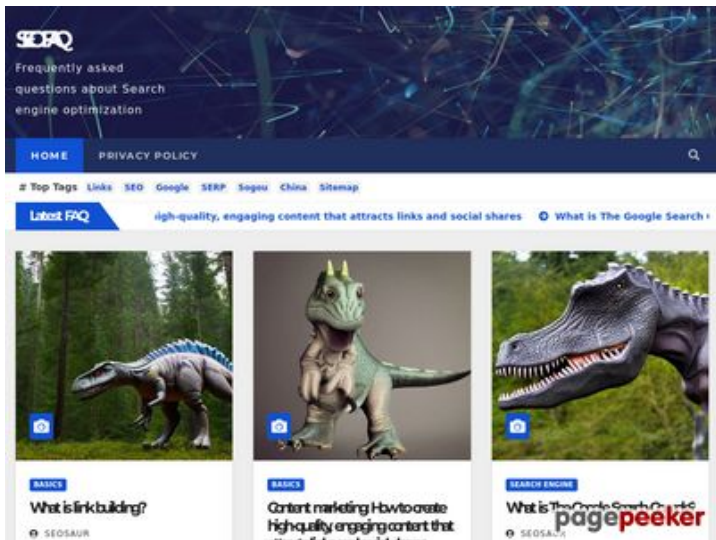 SEOFAQ
Frequently asked
questions about Search
engine optimization
HOME PRIVACY POLICY
# Top Tags Links SEO Google SERP Sogou China Sitemap
Latest FAQ high-quality, engaging content that attracts links and social shares What is The Google Search
BASICS BASICS SEARCH ENGINE
What is link building? Content marketing: How to create What is The Google Search
high-quality, engaging content that
SEOSAUR SEOSAUR
pagepeeker